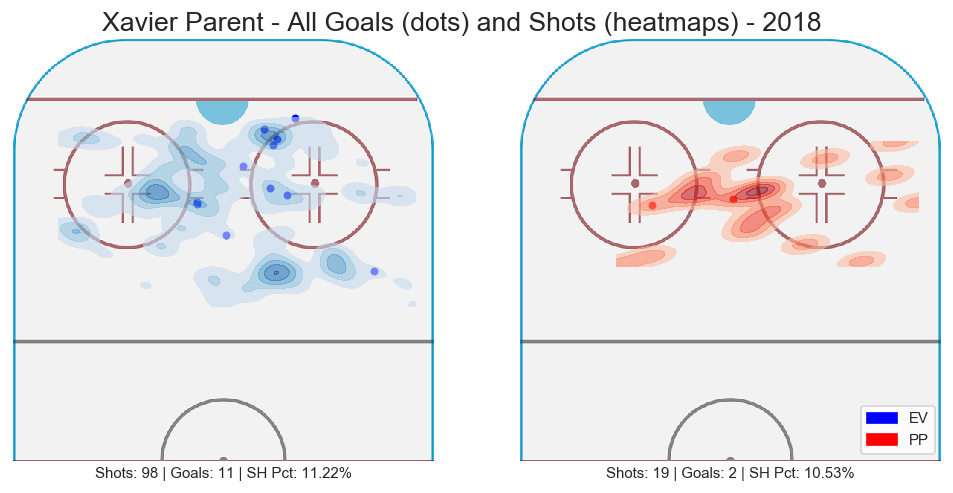 Xavier Parent - All Goals (dots) and Shots (heatmaps) - 2018
EV
PP
Shots: 98 | Goals: 11 | SH Pct: 11.22%
Shots: 19 | Goals: 2 | SH Pct: 10.53%